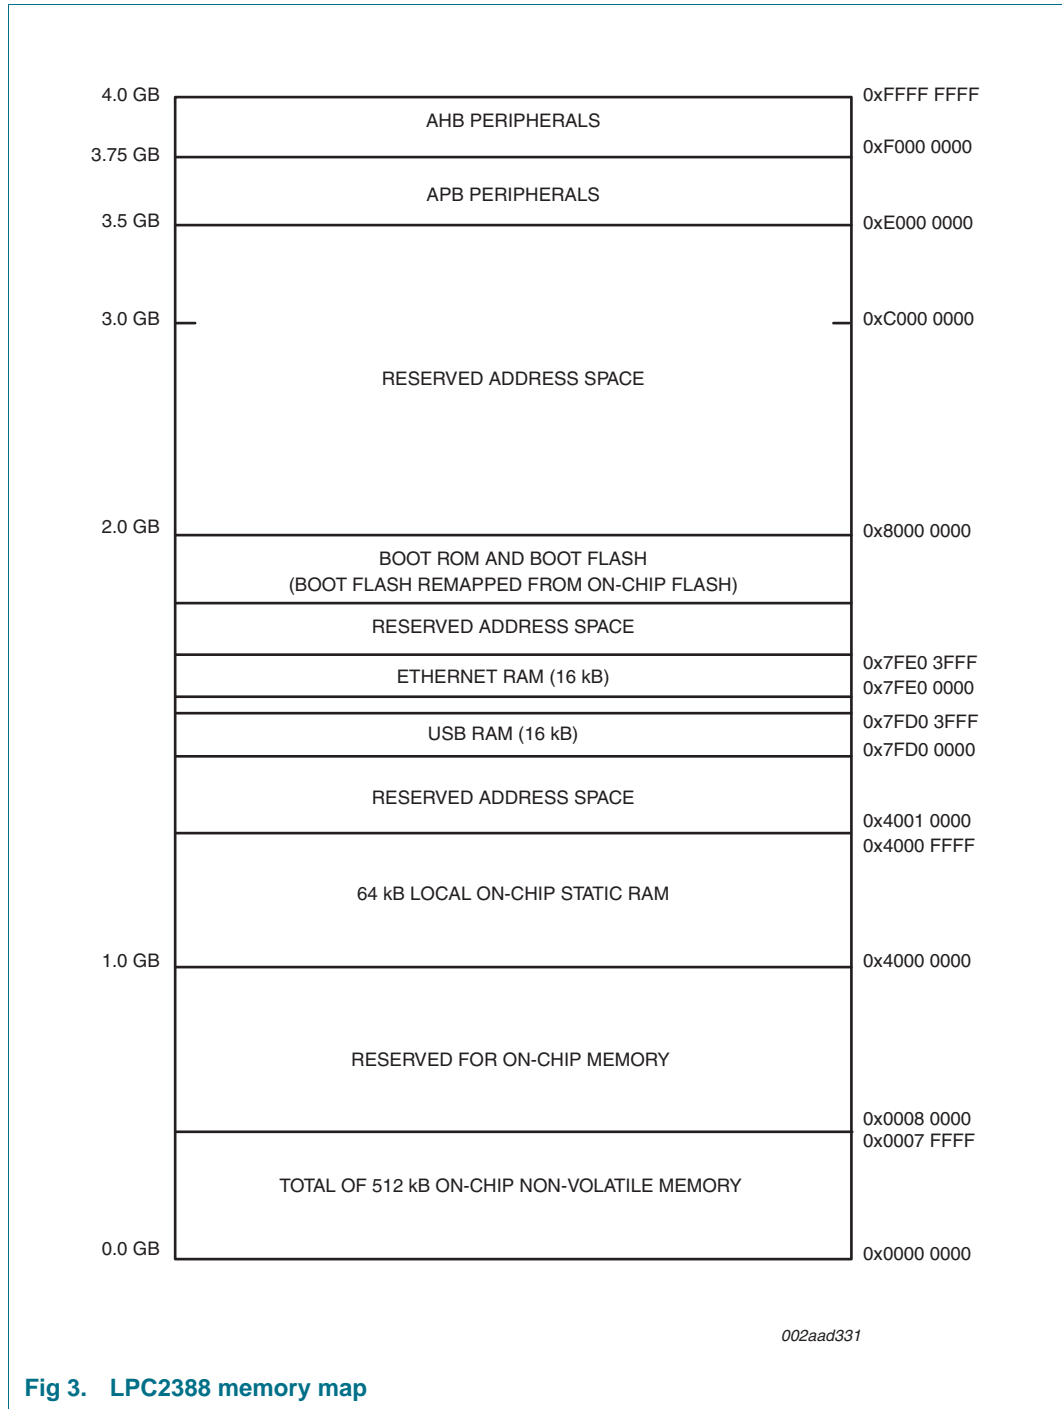 4.0 GB
0xFFFF FFFF
AHB PERIPHERALS
3.75 GB
0xF000 0000
APB PERIPHERALS
3.5 GB
0xE000 0000
3.0 GB
0xC000 0000
RESERVED ADDRESS SPACE
2.0 GB
0x8000 0000
BOOT ROM AND BOOT FLASH
(BOOT FLASH REMAPPED FROM ON-CHIP FLASH)
RESERVED ADDRESS SPACE
0x7FE0 3FFF
ETHERNET RAM (16 kB)
0x7FE0 0000
0x7FD0 3FFF
USB RAM (16 kB)
0x7FD0 0000
RESERVED ADDRESS SPACE
0x4001 0000
0x4000 FFFF
64 kB LOCAL ON-CHIP STATIC RAM
1.0 GB
0x4000 0000
RESERVED FOR ON-CHIP MEMORY
0x0008 0000
0x0007 FFFF
TOTAL OF 512 kB ON-CHIP NON-VOLATILE MEMORY
0.0 GB
0x0000 0000
002aad331
Fig 3. LPC2388 memory map